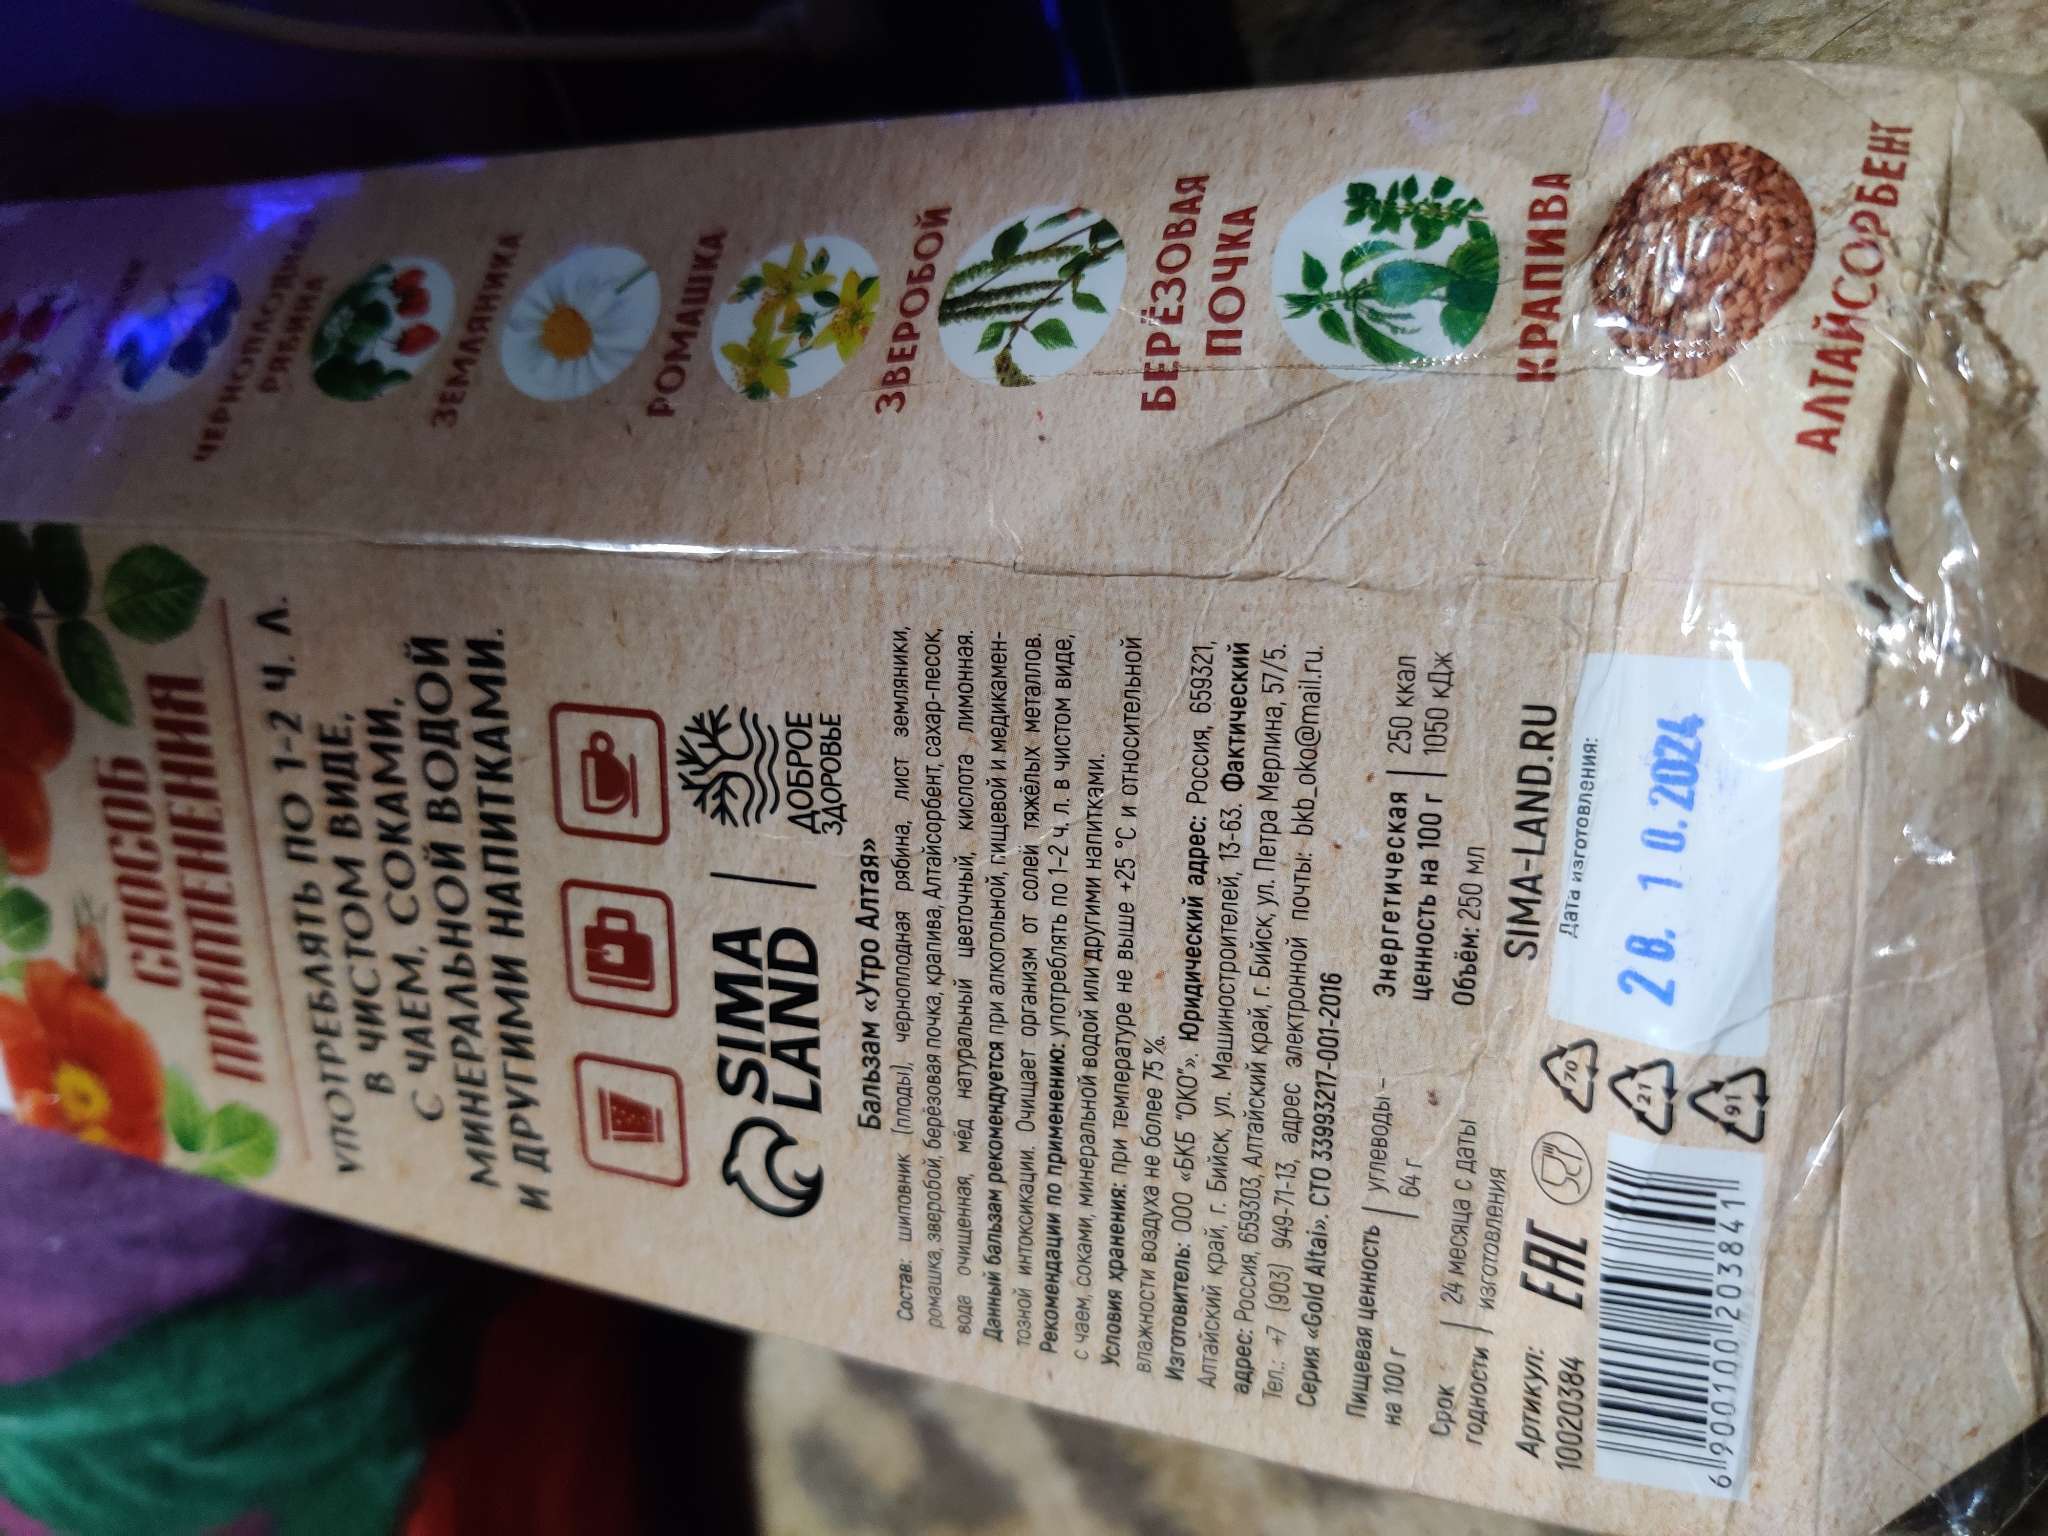 СПОСОБ
ПРИМЕНЕНИЯ
УПОТРЕБЛЯТЬ ПО 1-2 Ч. Л.
В ЧИСТОМ ВИДЕ,
С ЧАЕМ, СОКАМИ,
МИНЕРАЛЬНОЙ ВОДОЙ
И ДРУГИМИ НАПИТКАМИ.
SIMA
LAND
ДОБРОЕ
ЗДОРОВЬЕ
Бальзам «Утро Алтая»
Состав: шиповник (плоды), черноплодная рябина, лист земляники,
ромашка, зверобой, берёзовая почка, крапива, Алтайсорбент, сахар-песок,
вода очищенная, мёд натуральный цветочный, кислота лимонная.
Данный бальзам рекомендуется при алкогольной, пищевой и медикамен-
тозной интоксикации. Очищает организм от солей тяжёлых металлов.
Рекомендации по применению: употреблять по 1-2 ч. л. в чистом виде,
с чаем, соками, минеральной водой или другими напитками.
Условия хранения: при температуре не выше +25 °С и относительной
влажности воздуха не более 75 %.
Изготовитель: ООО «БКБ "ОКО"». Юридический адрес: Россия, 659321,
Алтайский край, г. Бийск, ул. Машиностроителей, 13-63. Фактический
адрес: Россия, 659303, Алтайский край, г. Бийск, ул. Петра Мерлина, 57/5.
Тел.: +7 (903) 949-71-13, адрес электронной почты: bkb_oko@mail.ru.
Серия «Gold Altai». СТО 33993217-001-2016
Пищевая ценность
на 100 г
углеводы –
64 г
Энергетическая
ценность на 100 г
250 ккал
1050 кДж
Срок
годности
24 месяца с даты
изготовления
Объём: 250 мл
Артикул:
10020384
EAC
SIMA-LAND.RU
70
21
91
Дата изготовления:
28. 10. 2024
6 900100 203841
ЧЕРНОПЛОДНАЯ
РЯБИНА
ЗЕМЛЯНИКА
РОМАШКА
ЗВЕРОБОЙ
БЕРЁЗОВАЯ
ПОЧКА
КРАПИВА
АЛТАЙСОРБЕНТ